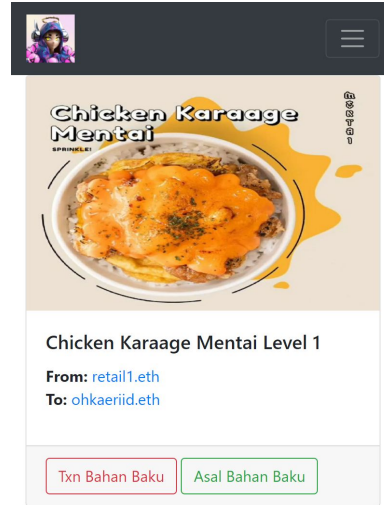 Chicken Karaage
Mentai
SPRINKLE!
MENTAI
Chicken Karaage Mentai Level 1
From: retail1.eth
To: ohkaeriid.eth
Txn Bahan Baku
Asal Bahan Baku